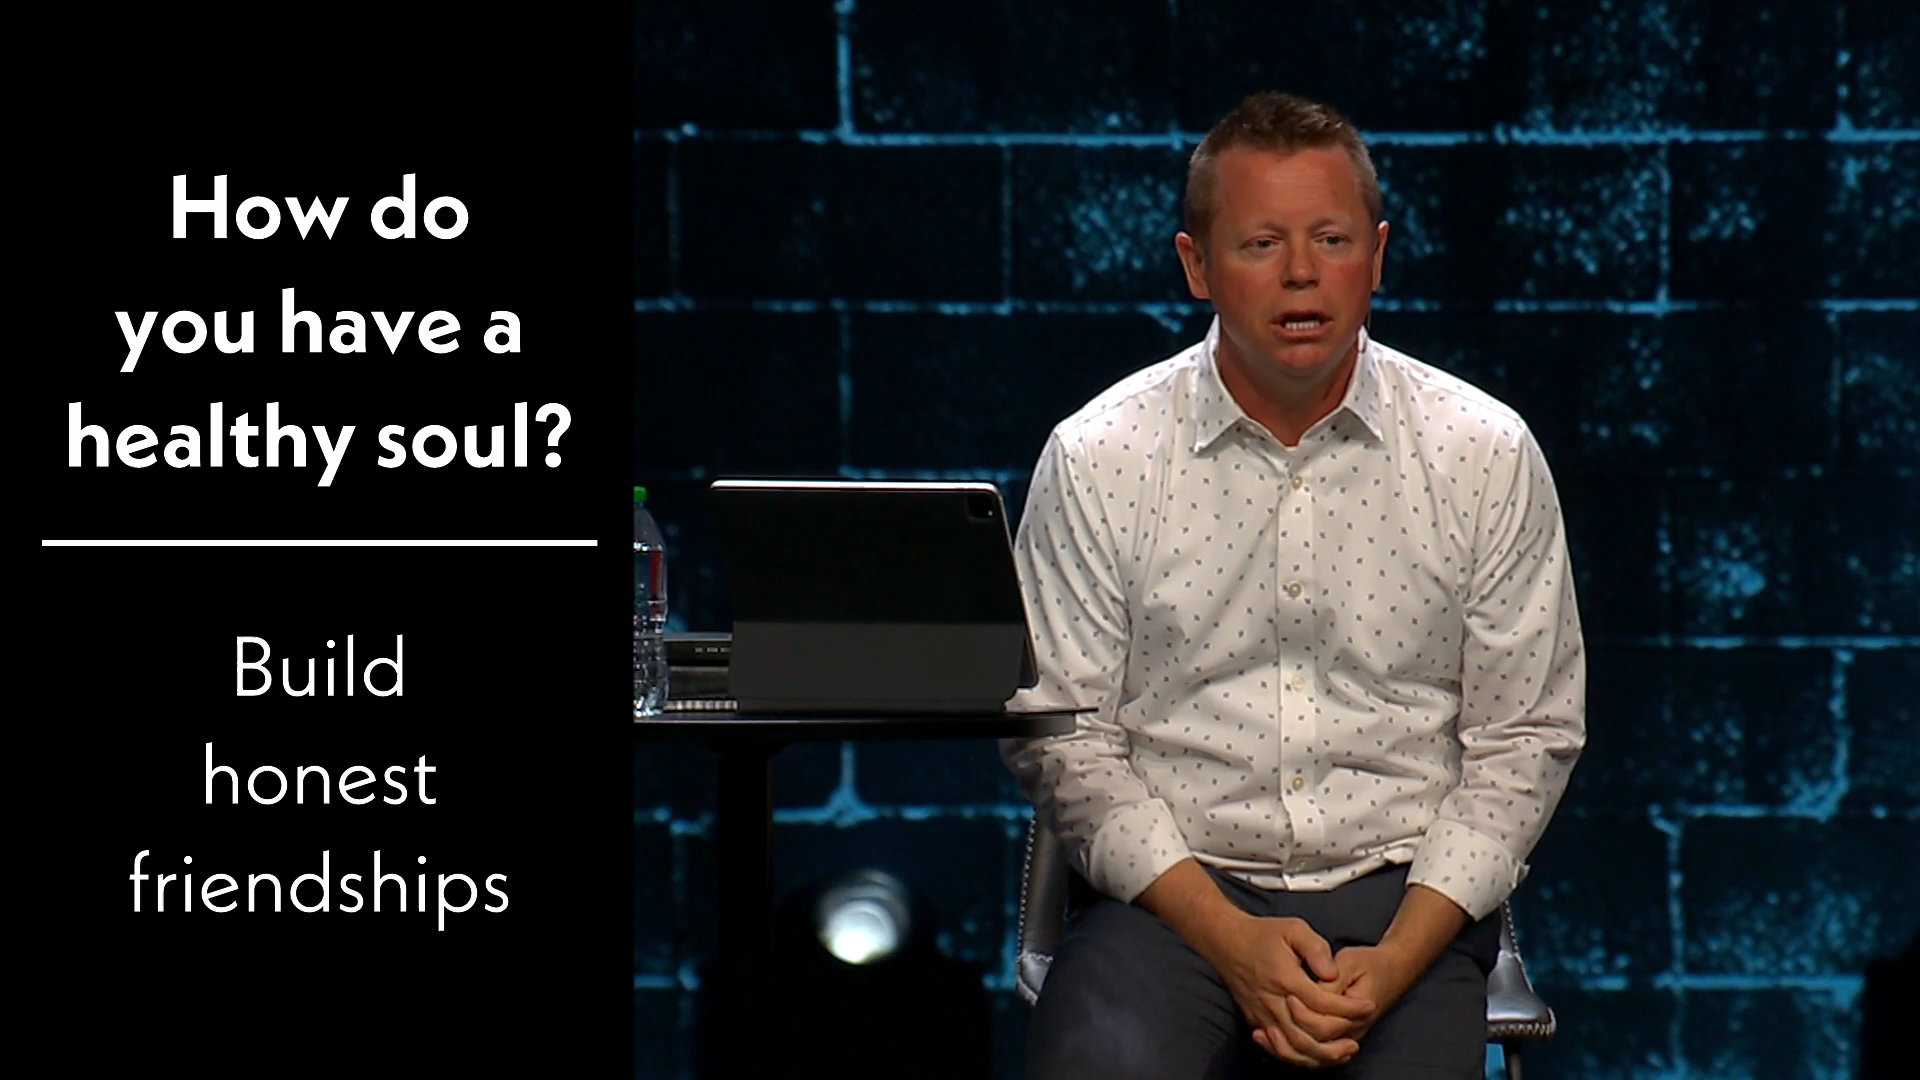 How do
you have a
healthy soul?
Build
honest
friendships